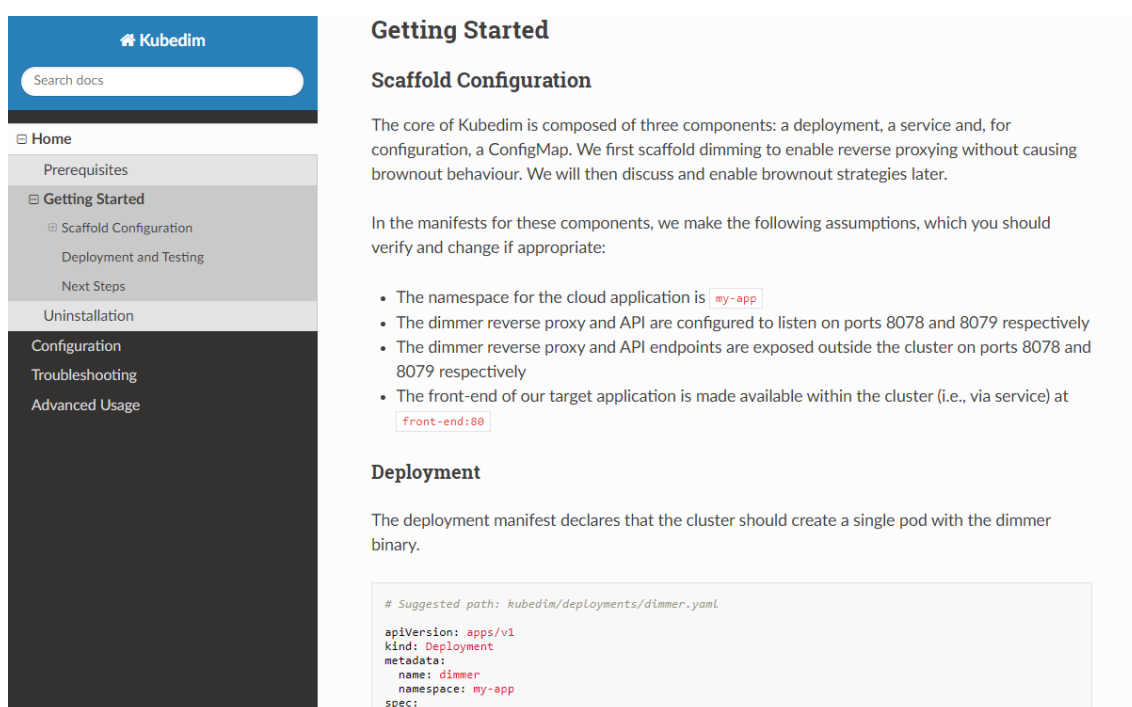 Kubedim
Search docs
Home
Prerequisites
Getting Started
Scaffold Configuration
Deployment and Testing
Next Steps
Uninstallation
Configuration
Troubleshooting
Advanced Usage
Getting Started
Scaffold Configuration
The core of Kubedim is composed of three components: a deployment, a service and, for
configuration, a ConfigMap. We first scaffold dimming to enable reverse proxying without causing
brownout behaviour. We will then discuss and enable brownout strategies later.
In the manifests for these components, we make the following assumptions, which you should
verify and change if appropriate:
• The namespace for the cloud application is my-app
• The dimmer reverse proxy and API are configured to listen on ports 8078 and 8079 respectively
• The dimmer reverse proxy and API endpoints are exposed outside the cluster on ports 8078 and
8079 respectively
• The front-end of our target application is made available within the cluster (i.e., via service) at
front-end:80
Deployment
The deployment manifest declares that the cluster should create a single pod with the dimmer
binary.
# Suggested path: kubedim/deployments/dimmer.yaml
apiVersion: apps/v1
kind: Deployment
metadata:
  name: dimmer
  namespace: my-app
spec: